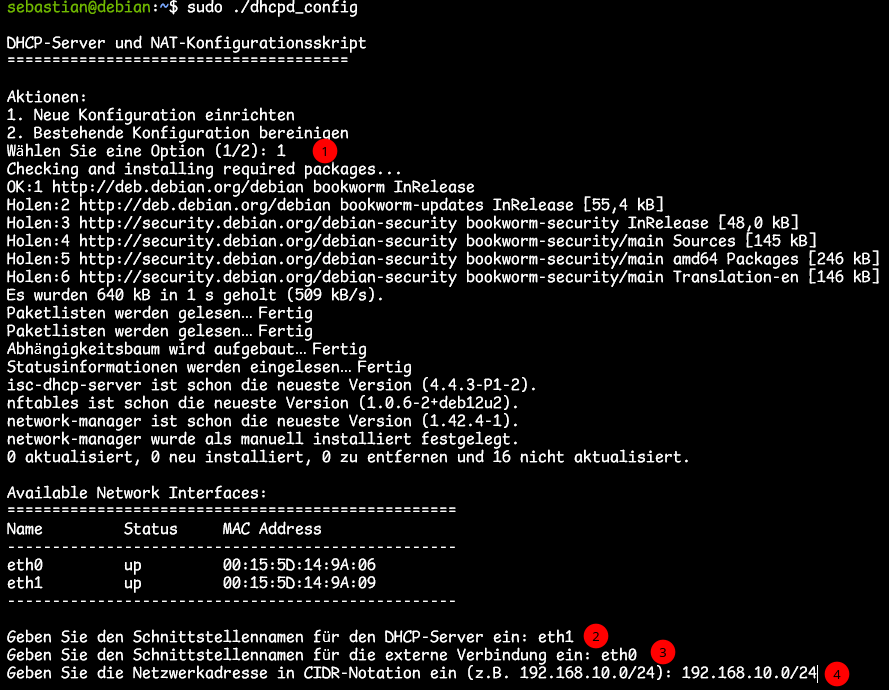 sebastian@debian:~$ sudo ./dhcpd_config
DHCP-Server und NAT-Konfigurationsskript
======================================
Aktionen:
1. Neue Konfiguration einrichten
2. Bestehende Konfiguration bereinigen
Wählen Sie eine Option (1/2): 1 1
Checking and installing required packages...
OK:1 http://deb.debian.org/debian bookworm InRelease
Holen:2 http://deb.debian.org/debian bookworm-updates InRelease [55,4 kB]
Holen:3 http://security.debian.org/debian-security bookworm-security InRelease [48,0 kB]
Holen:4 http://security.debian.org/debian-security bookworm-security/main Sources [145 kB]
Holen:5 http://security.debian.org/debian-security bookworm-security/main amd64 Packages [246 kB]
Holen:6 http://security.debian.org/debian-security bookworm-security/main Translation-en [146 kB]
Es wurden 640 kB in 1 s geholt (509 kB/s).
Paketlisten werden gelesen… Fertig
Paketlisten werden gelesen… Fertig
Abhängigkeitsbaum wird aufgebaut… Fertig
Statusinformationen werden eingelesen… Fertig
isc-dhcp-server ist schon die neueste Version (4.4.3-P1-2).
nftables ist schon die neueste Version (1.0.6-2+deb12u2).
network-manager ist schon die neueste Version (1.42.4-1).
network-manager wurde als manuell installiert festgelegt.
0 aktualisiert, 0 neu installiert, 0 zu entfernen und 16 nicht aktualisiert.
Available Network Interfaces:
==================================================
Name Status MAC Address
--------------------------------------------------
eth0 up 00:15:5D:14:9A:06
eth1 up 00:15:5D:14:9A:09
--------------------------------------------------
Geben Sie den Schnittstellennamen für den DHCP-Server ein: eth1 2
Geben Sie den Schnittstellennamen für die externe Verbindung ein: eth0 3
Geben Sie die Netzwerkadresse in CIDR-Notation ein (z.B. 192.168.10.0/24): 192.168.10.0/24 4